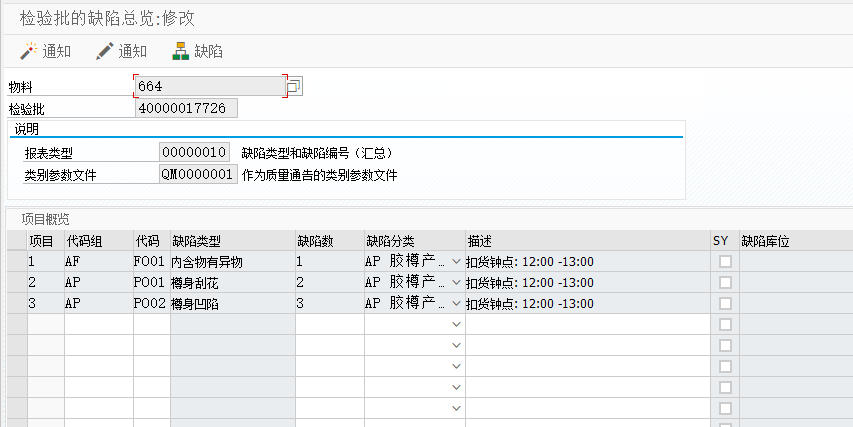 检验批的缺陷总览:修改
通知 通知 缺陷
物料 664
检验批 40000017726
说明
报表类型 00000010 缺陷类型和缺陷编号（汇总）
类别参数文件 QM0000001 作为质量通告的类别参数文件
项目概览
项目 代码组 代码 缺陷类型 缺陷数 缺陷分类 描述 SY 缺陷库位
1 AF F001 内含物有异物 1 AP 胶樽产... 扣货钟点: 12:00 -13:00
2 AP P001 樽身刮花 2 AP 胶樽产... 扣货钟点: 12:00 -13:00
3 AP P002 樽身凹陷 3 AP 胶樽产... 扣货钟点: 12:00 -13:00